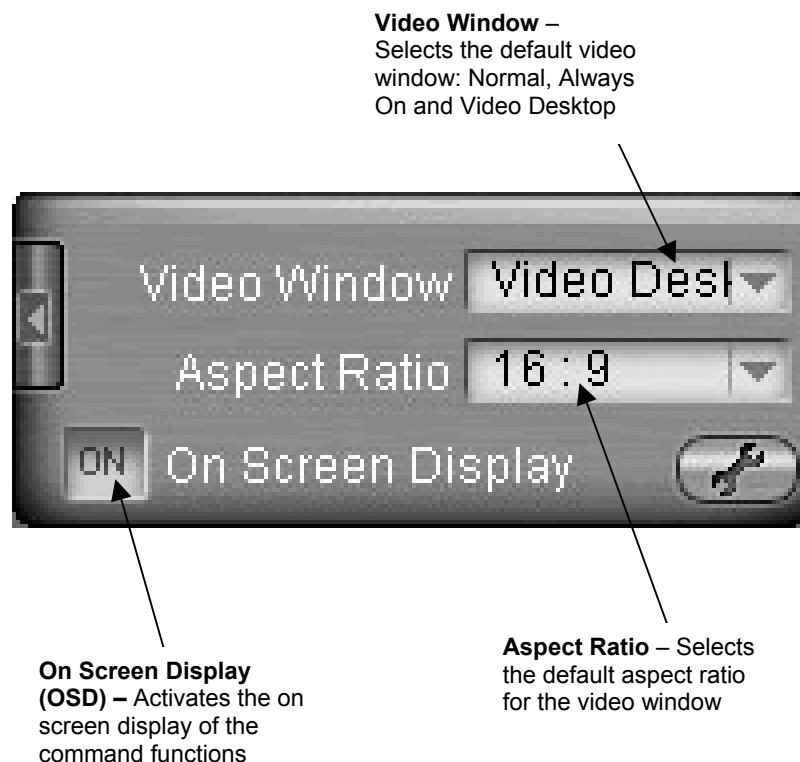 Video Window –
Selects the default video
window: Normal, Always
On and Video Desktop
Video Window
Video
Aspect Ratio
16 : 9
ON
On Screen Display
On Screen Display
(OSD) – Activates the on
screen display of the
command functions
Aspect Ratio – Selects
the default aspect ratio
for the video window